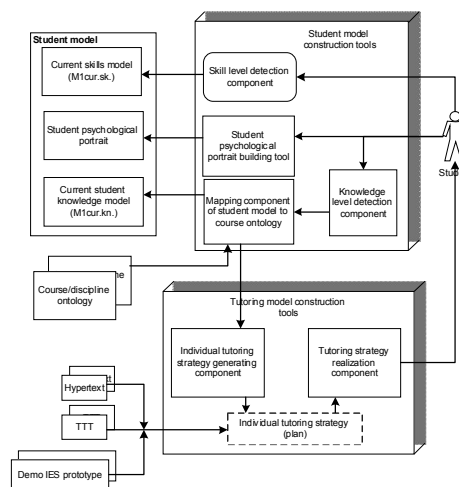 Student model
Current skills model
(M1cur.sk.)
Student psychological
portrait
Current student
knowledge model
(M1cur.kn.)
Student model
construction tools
Skill level detection
component
Student
psychological
portrait building tool
Mapping component
of student model to
course ontology
Knowledge
level detection
component
Stud
ne
Course/discipline
ontology
Tutoring model construction
tools
Individual tutoring
strategy generating
component
Tutoring strategy
realization
component
Individual tutoring strategy
(plan)
Hypertext
TTT
Demo IES prototype